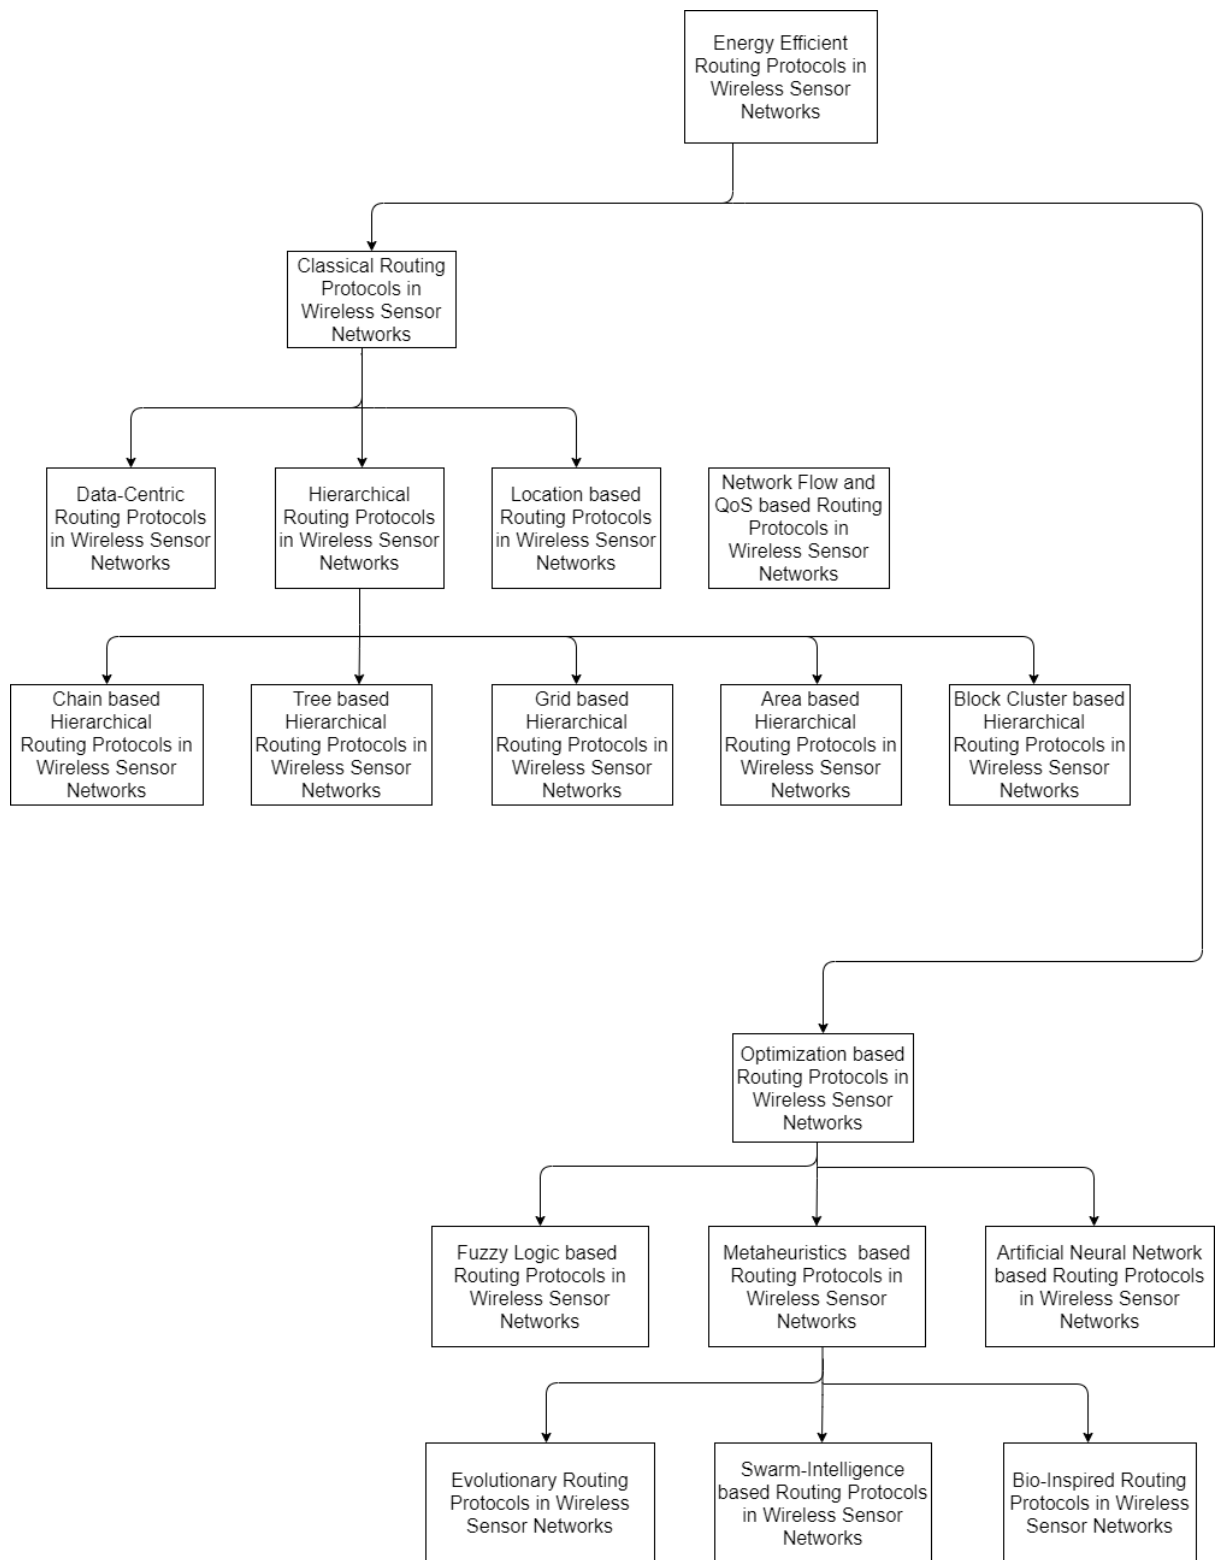 Energy Efficient
Routing Protocols in
Wireless Sensor
Networks
Classical Routing
Protocols in
Wireless Sensor
Networks
Data-Centric
Routing Protocols
in Wireless Sensor
Networks
Hierarchical
Routing Protocols
in Wireless Sensor
Networks
Location based
Routing Protocols
in Wireless Sensor
Networks
Network Flow and
QoS based Routing
Protocols in
Wireless Sensor
Networks
Chain based
Hierarchical
Routing Protocols in
Wireless Sensor
Networks
Tree based
Hierarchical
Routing Protocols in
Wireless Sensor
Networks
Grid based
Hierarchical
Routing Protocols in
Wireless Sensor
Networks
Area based
Hierarchical
Routing Protocols in
Wireless Sensor
Networks
Block Cluster based
Hierarchical
Routing Protocols in
Wireless Sensor
Networks
Optimization based
Routing Protocols in
Wireless Sensor
Networks
Fuzzy Logic based
Routing Protocols in
Wireless Sensor
Networks
Metaheuristics based
Routing Protocols in
Wireless Sensor
Networks
Artificial Neural Network
based Routing Protocols
in Wireless Sensor
Networks
Evolutionary Routing
Protocols in Wireless
Sensor Networks
Swarm-Intelligence
based Routing Protocols
in Wireless Sensor
Networks
Bio-Inspired Routing
Protocols in Wireless
Sensor Networks